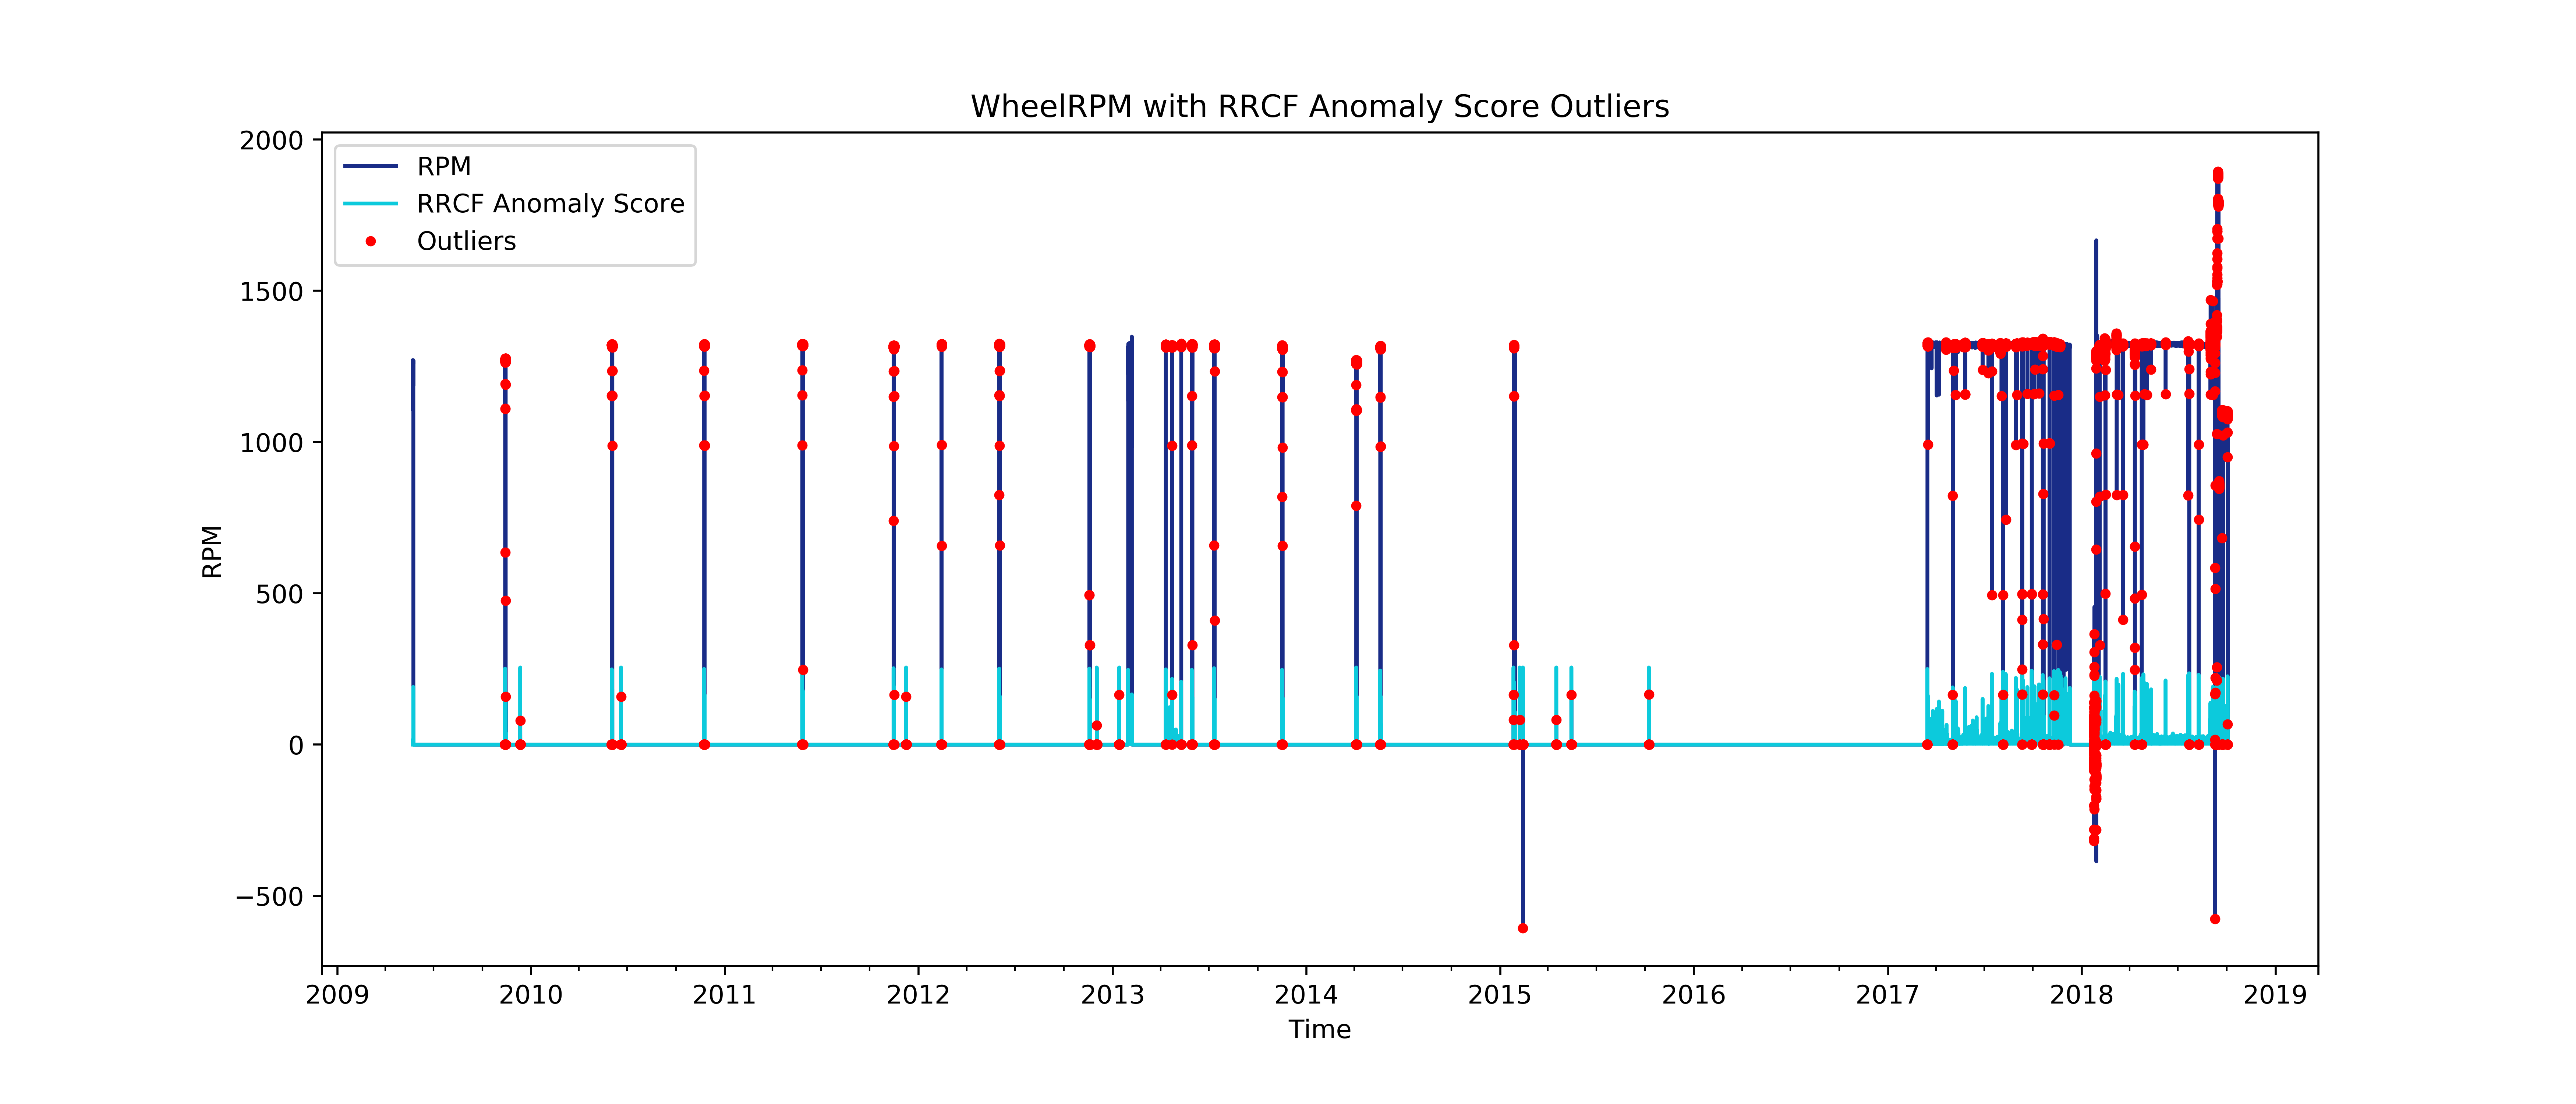 WheelRPM with RRCF Anomaly Score Outliers
2000
1500
1000
500
0
−500
RPM
RPM
RRCF Anomaly Score
Outliers
2009 2010 2011 2012 2013 2014 2015 2016 2017 2018 2019
Time